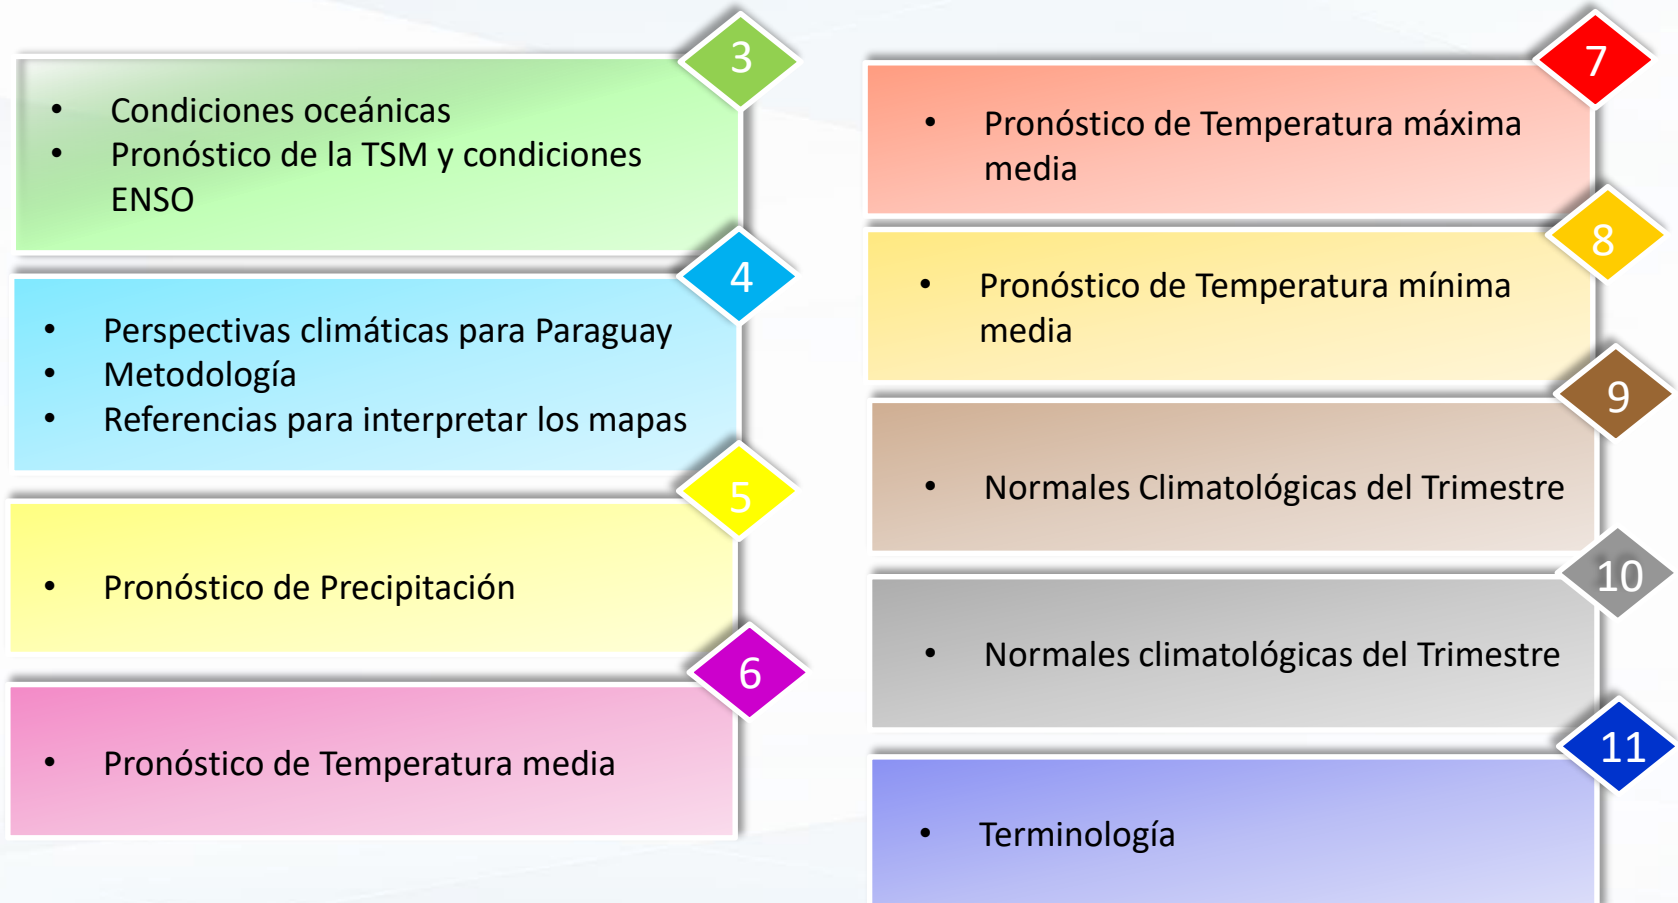 3
• Condiciones oceánicas
• Pronóstico de la TSM y condiciones
ENSO
4
• Perspectivas climáticas para Paraguay
• Metodología
• Referencias para interpretar los mapas
5
• Pronóstico de Precipitación
6
• Pronóstico de Temperatura media
7
• Pronóstico de Temperatura máxima
media
8
• Pronóstico de Temperatura mínima
media
9
• Normales Climatológicas del Trimestre
10
• Normales climatológicas del Trimestre
11
• Terminología